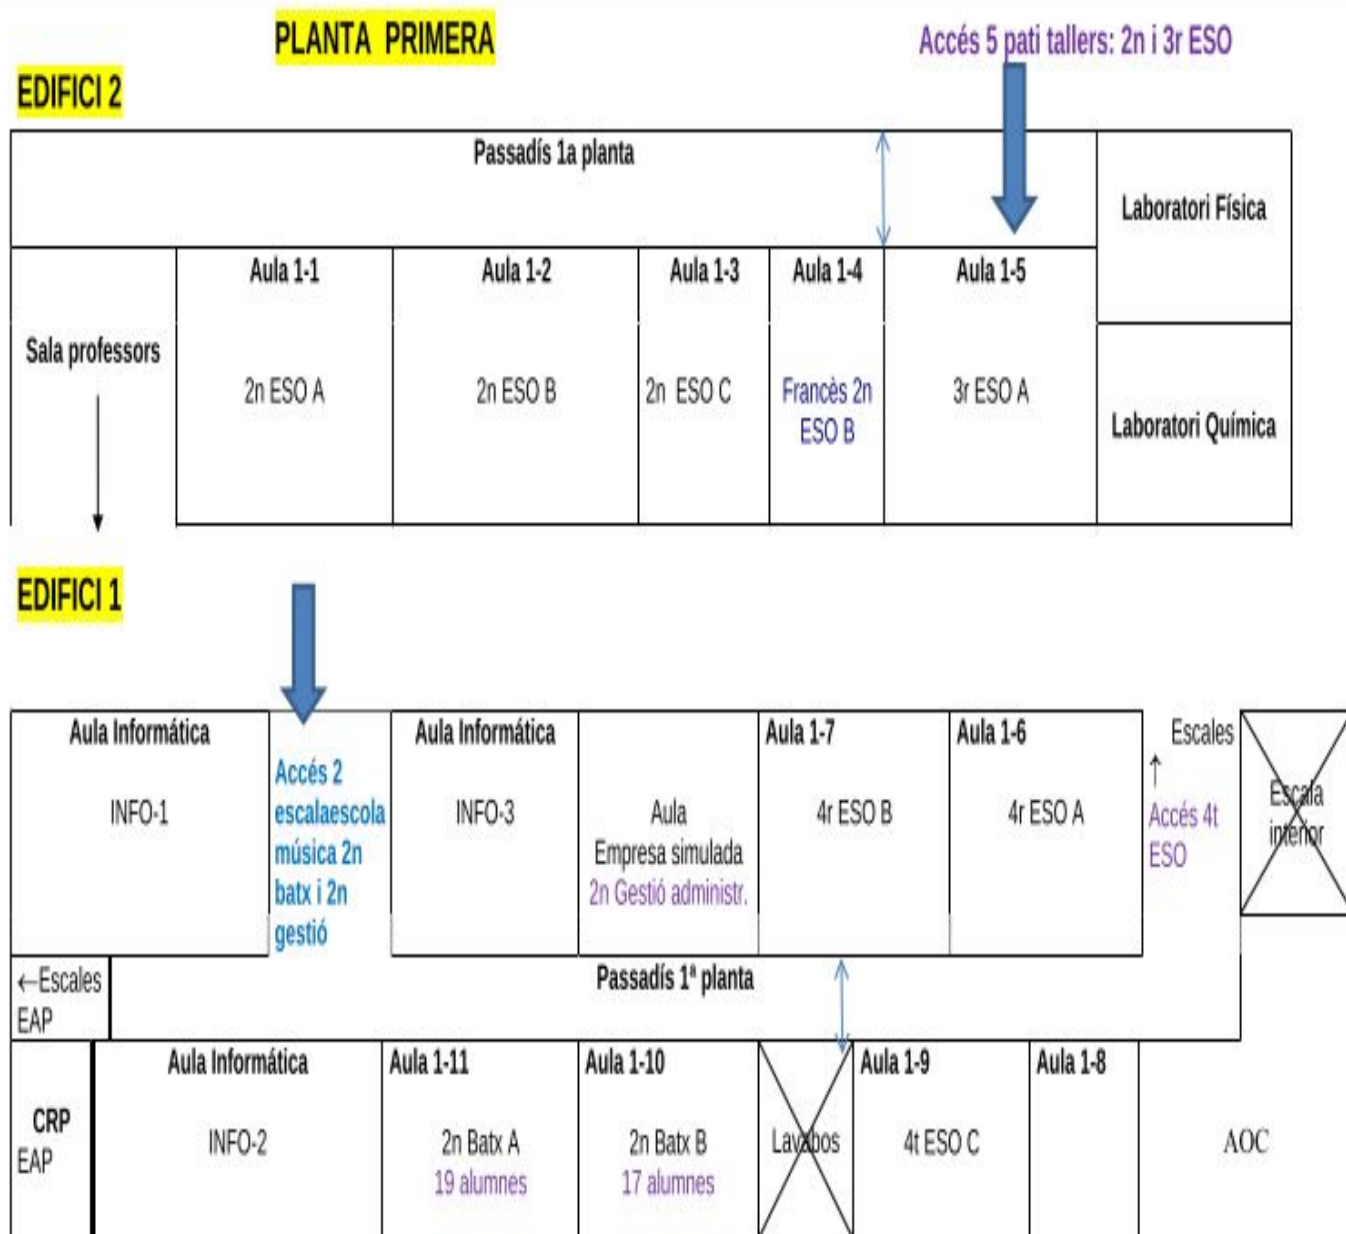 PLANTA PRIMERA
Accés 5 pati tallers: 2n i 3r ESO
EDIFICI 2
Passadís 1a planta
Laboratori Física
Aula 1-1
Aula 1-2
Aula 1-3
Aula 1-4
Aula 1-5
Sala professors
2n ESO A
2n ESO B
2n ESO C
Francès 2n
ESO B
3r ESO A
Laboratori Química
EDIFICI 1
Aula Informática
INFO-1
Accés 2
escalaescola
música 2n
batx i 2n
gestió
Aula Informática
INFO-3
Aula
Empresa simulada
2n Gestió administr.
Aula 1-7
4r ESO B
Aula 1-6
4r ESO A
Escales
↑
Accés 4t
ESO
Escala
interior
←Escales
EAP
Passadís 1ª planta
CRP
EAP
Aula Informática
INFO-2
Aula 1-11
2n Batx A
19 alumnes
Aula 1-10
2n Batx B
17 alumnes
Lavabos
Aula 1-9
4t ESO C
Aula 1-8
AOC